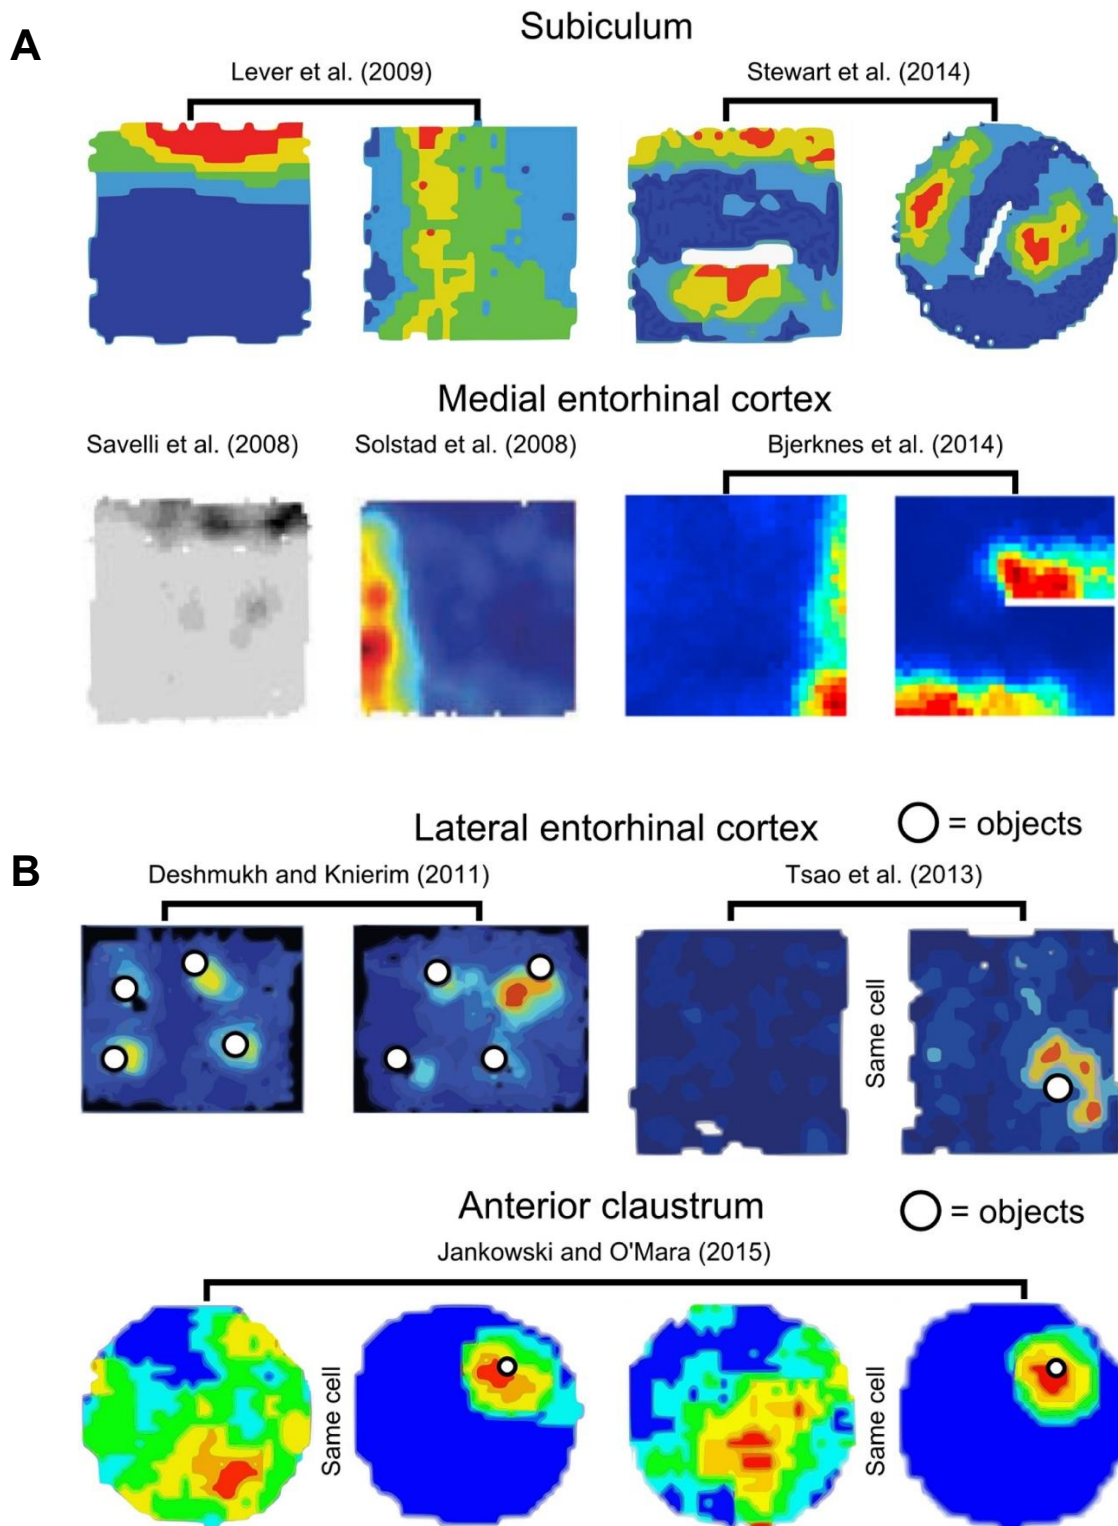 A
Subiculum
Lever et al. (2009)
Stewart et al. (2014)
Medial entorhinal cortex
Savelli et al. (2008)
Solstad et al. (2008)
Bjerknes et al. (2014)
B
Lateral entorhinal cortex
= objects
Deshmukh and Knierim (2011)
Tsao et al. (2013)
Same cell
Anterior claustrum
= objects
Jankowski and O'Mara (2015)
Same cell
Same cell